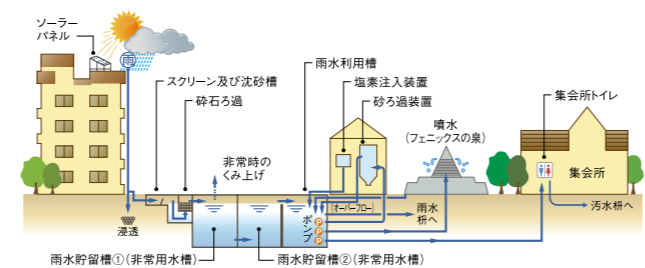 ソーラー
パネル
雨
スクリーン及び沈砂槽
砕石ろ過
非常時の
くみ上げ
雨水利用槽
塩素注入装置
砂ろ過装置
噴水
(フェニックスの泉)
集会所トイレ
集会所
浸透
(オーバーフロー)
ポンプ
P
P
P
雨水
枡へ
汚水枡へ
雨水貯留槽①(非常用水槽)
雨水貯留槽②(非常用水槽)